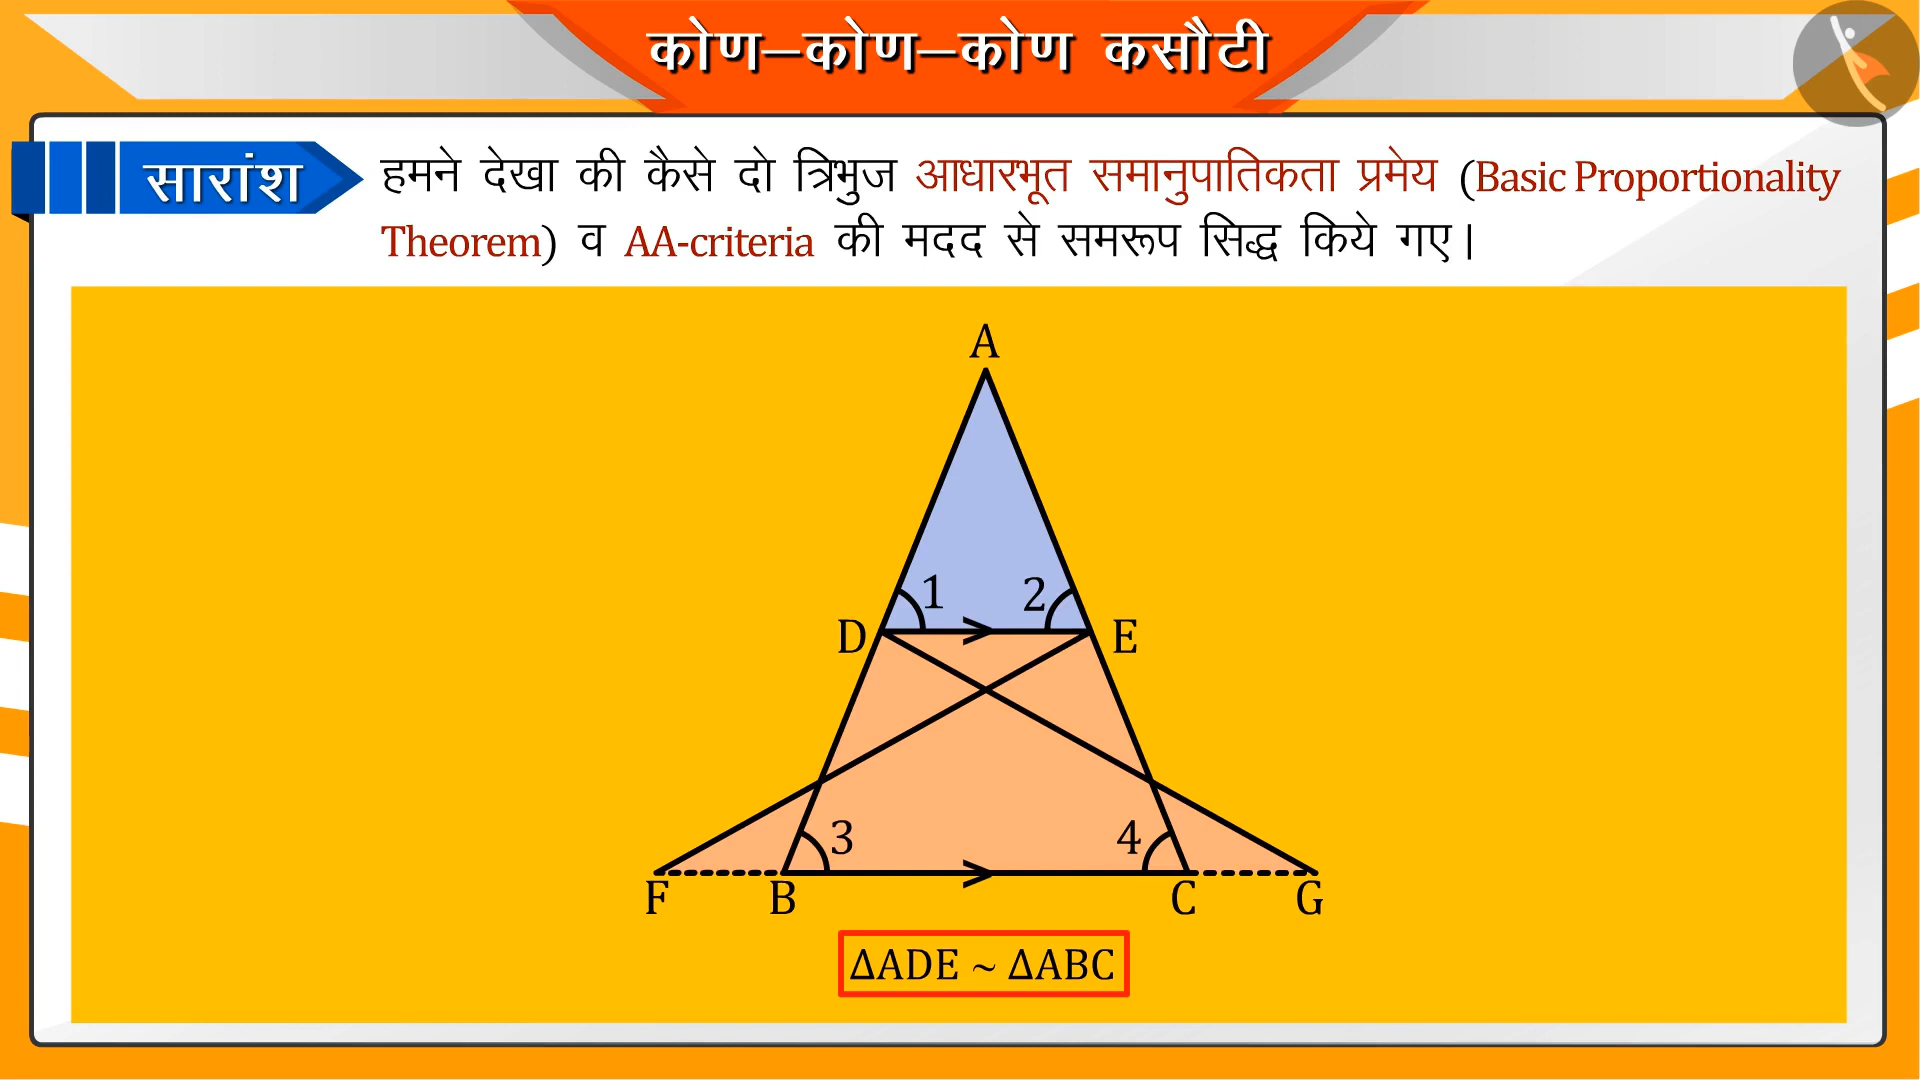 कोण–कोण–कोण कसौटी
सारांश
हमने देखा की कैसे दो त्रिभुज आधारभूत समानुपातिकता प्रमेय (Basic Proportionality
Theorem) व AA-criteria की मदद से समरूप सिद्ध किये गए।
A
1 2
D E
3 4
F B C G
ΔADE ~ ΔABC